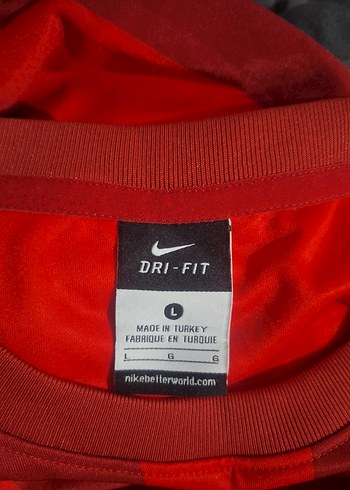 DRI-FIT
L
MADE IN TURKEY
FABRIQUE EN TURQUIE
L G G
nikebetterworld.com